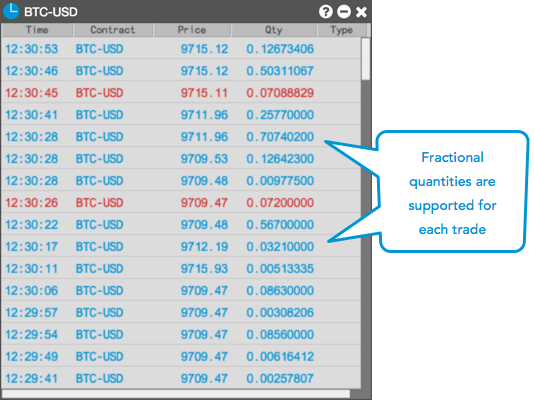 BTC-USD
Time Contract Price Qty Type
12:30:53 BTC-USD 9715.12 0.12673406
12:30:46 BTC-USD 9715.12 0.50311067
12:30:45 BTC-USD 9715.11 0.07088829
12:30:41 BTC-USD 9711.96 0.25770000
12:30:28 BTC-USD 9711.96 0.70740200
12:30:28 BTC-USD 9709.53 0.12642300
12:30:28 BTC-USD 9709.48 0.00977500
12:30:26 BTC-USD 9709.47 0.07200000
12:30:22 BTC-USD 9709.48 0.56700000
12:30:17 BTC-USD 9712.19 0.03210000
12:30:11 BTC-USD 9715.93 0.00513335
12:30:06 BTC-USD 9709.47 0.08630000
12:29:57 BTC-USD 9709.47 0.00308206
12:29:54 BTC-USD 9709.47 0.08560000
12:29:49 BTC-USD 9709.47 0.00616412
12:29:41 BTC-USD 9709.47 0.00257807
Fractional
quantities are
supported for
each trade